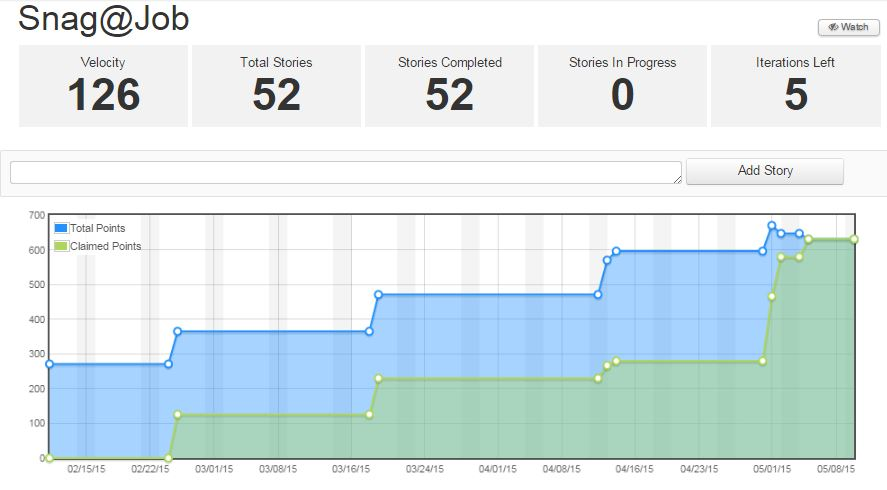 Snag@Job
Watch
Velocity
126
Total Stories
52
Stories Completed
52
Stories In Progress
0
Iterations Left
5
Add Story
Total Points
Claimed Points
700
600
500
400
300
200
100
0
02/15/15 02/22/15 03/01/15 03/08/15 03/16/15 03/24/15 04/01/15 04/08/15 04/16/15 04/23/15 05/01/15 05/08/15